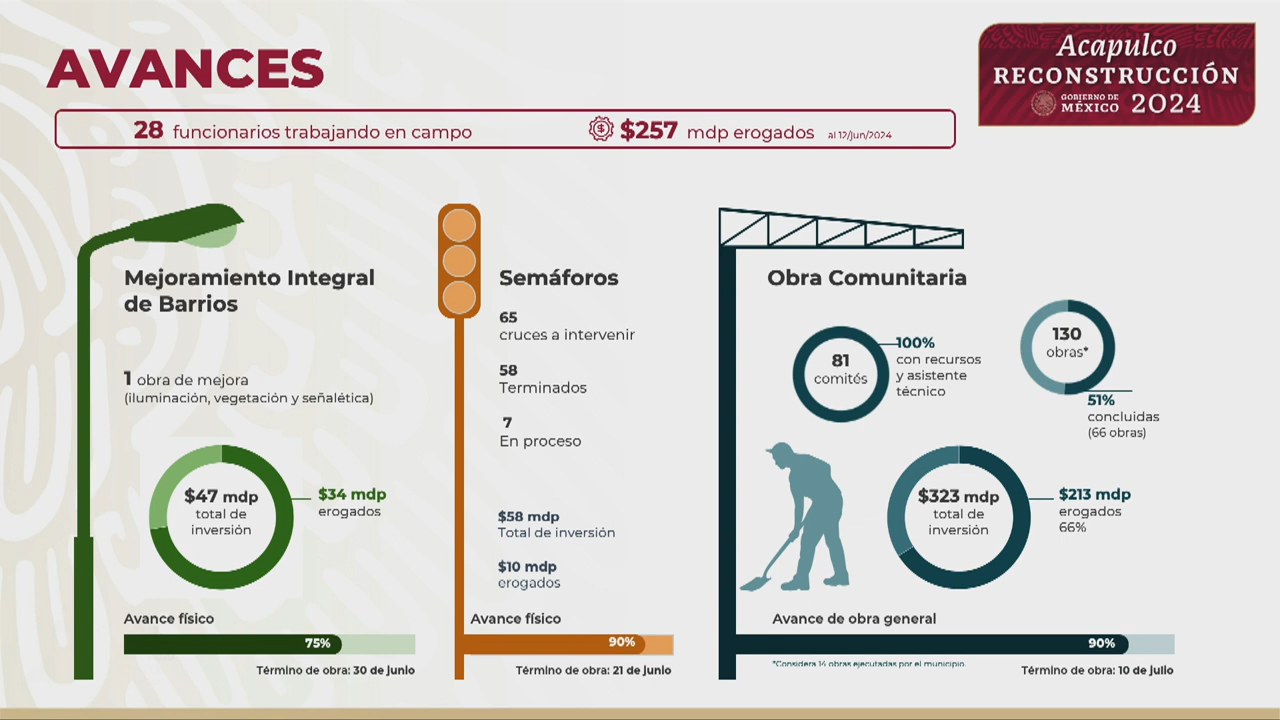 AVANCES
Acapulco
RECONSTRUCCIÓN
GOBIERNO DE
MÉXICO 2024
28 funcionarios trabajando en campo
$257 mdp erogados al 12/jun/2024
Mejoramiento Integral
de Barrios
1 obra de mejora
(iluminación, vegetación y señalética)
$47 mdp
total de
inversión
$34 mdp
erogados
Avance físico
75%
Término de obra: 30 de junio
Semáforos
65
cruces a intervenir
58
Terminados
7
En proceso
$58 mdp
Total de inversión
$10 mdp
erogados
Avance físico
90%
Término de obra: 21 de junio
Obra Comunitaria
81
comités
100%
con recursos
y asistente
técnico
130
obras*
51%
concluidas
(66 obras)
$323 mdp
total de
inversión
$213 mdp
erogados
66%
Avance de obra general
90%
*Considera 14 obras ejecutadas por el municipio.
Término de obra: 10 de julio